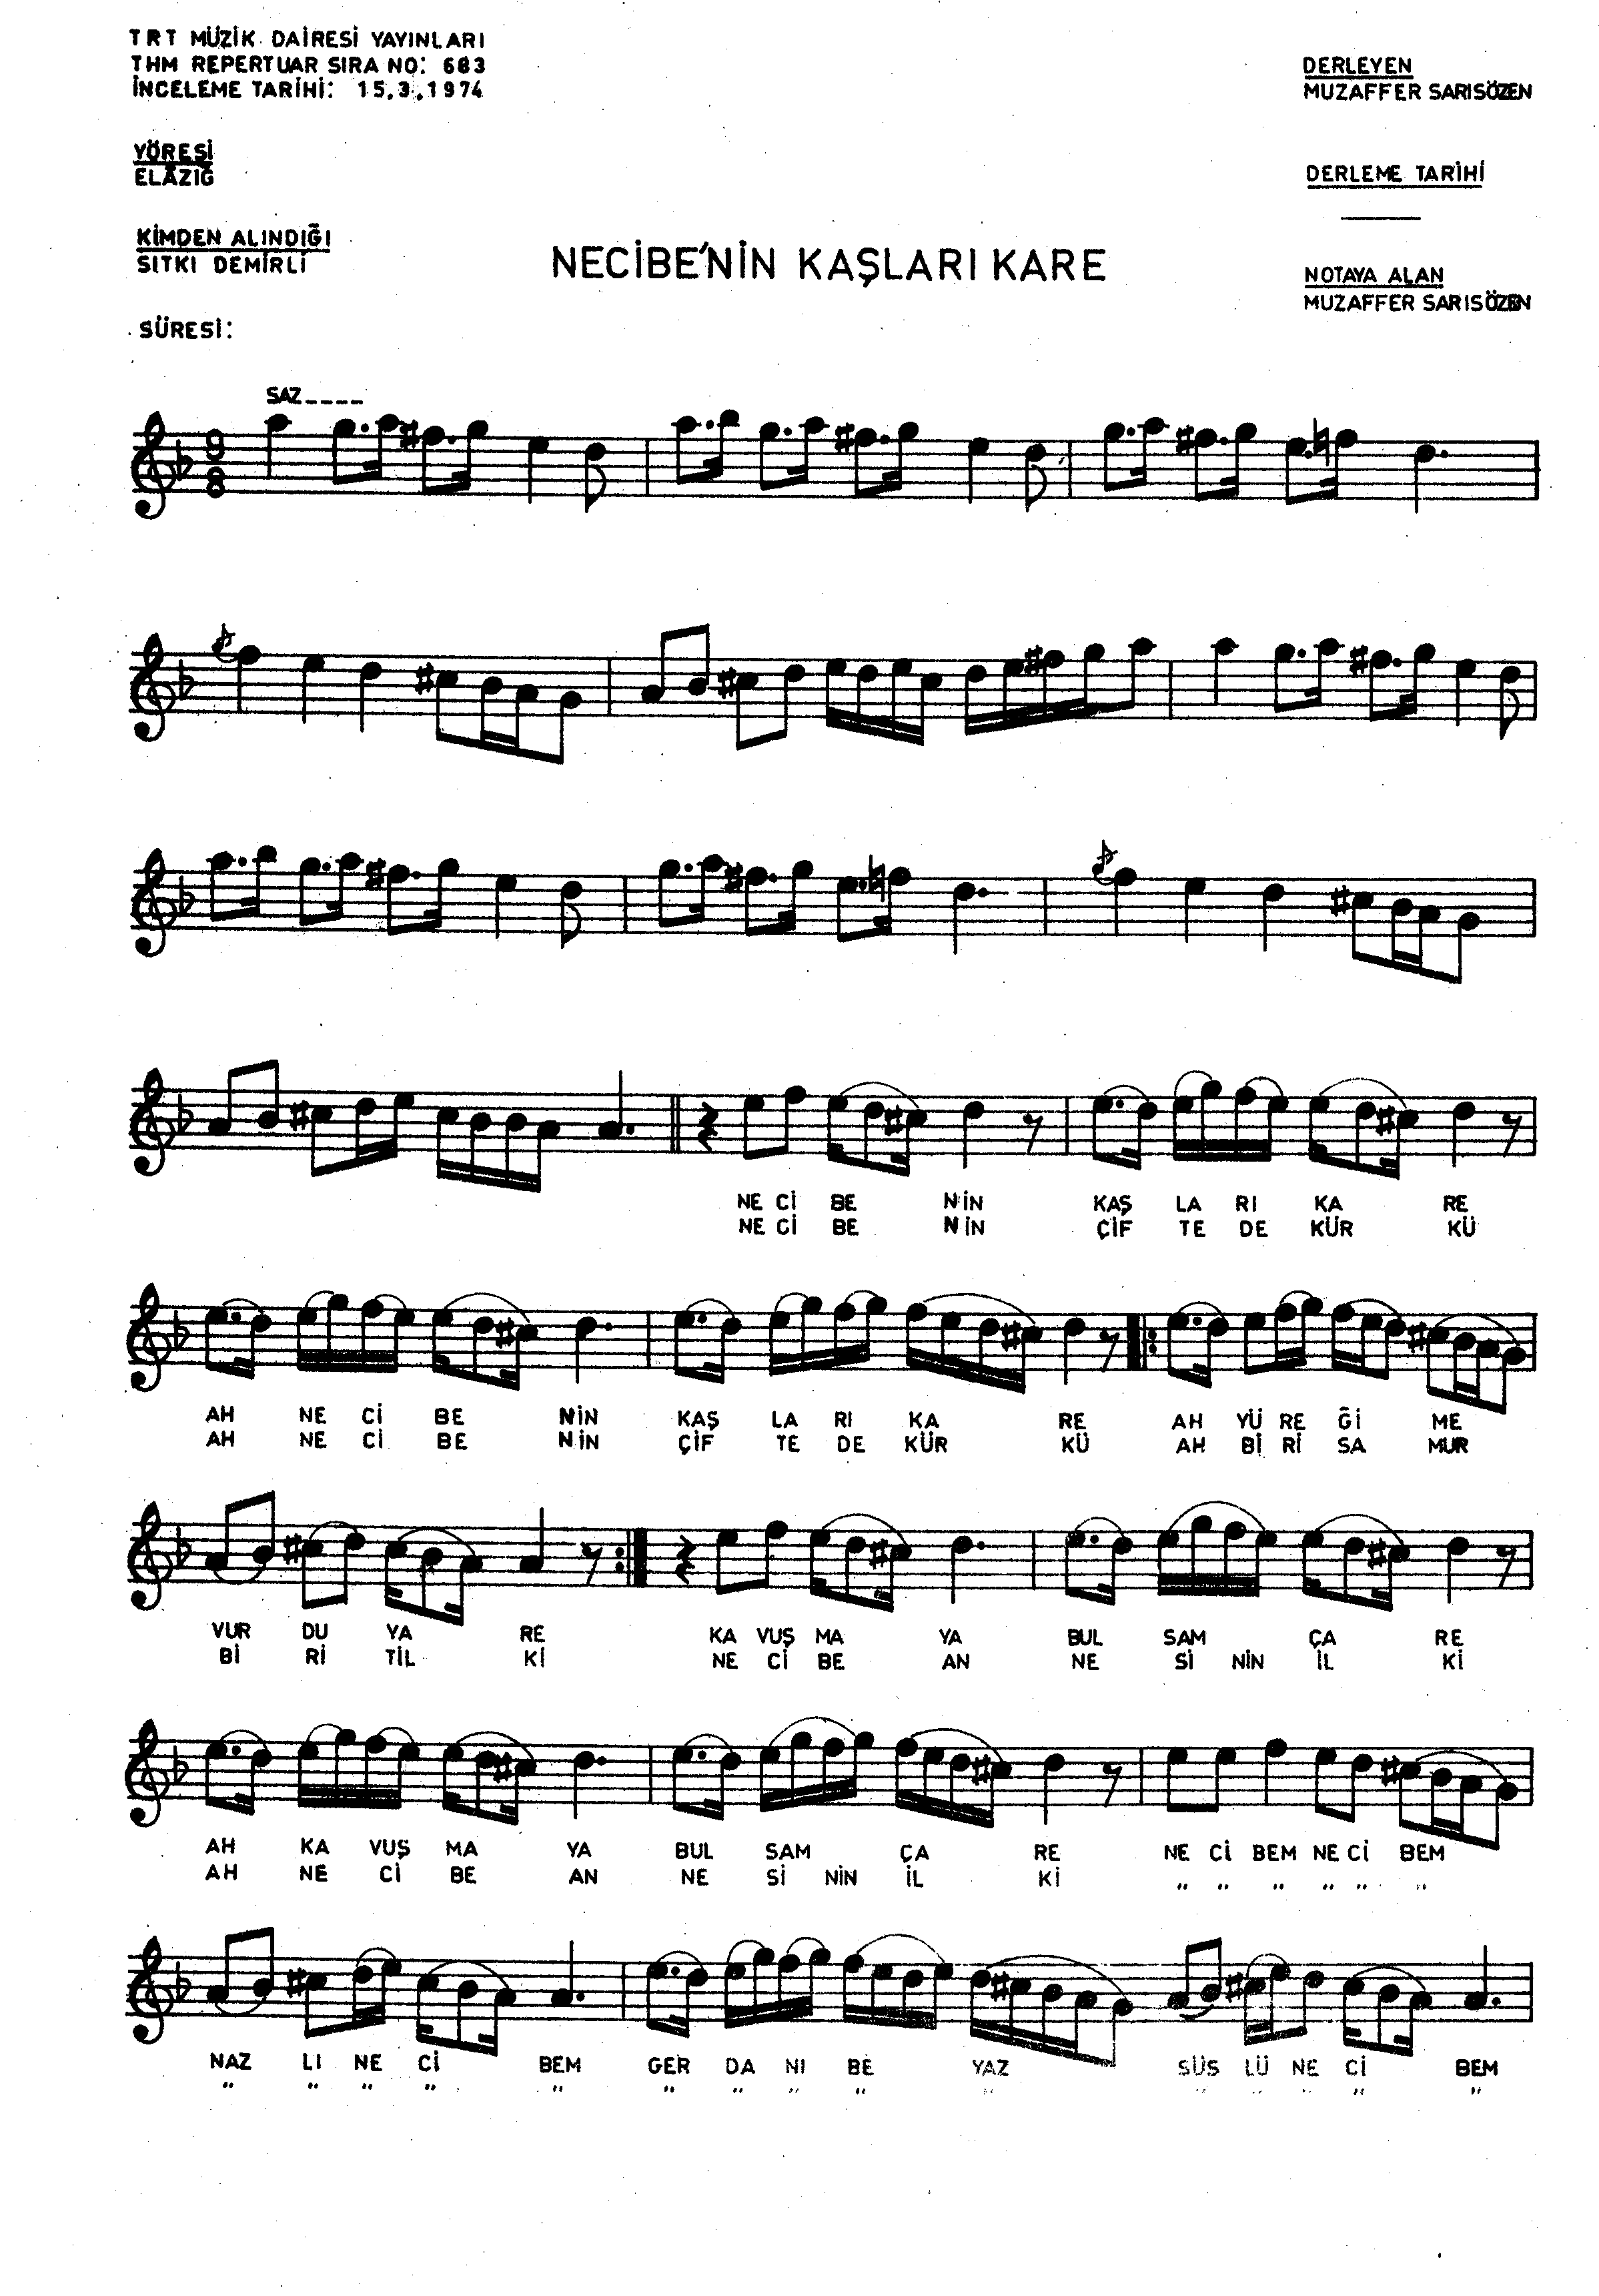 TRT MÜZİK DAİRESİ YAYINLARI
THM REPERTUAR SIRA NO: 683
İNCELEME TARİHİ: 15.3.1974
DERLEYEN
MUZAFFER SARISÖZEN
YÖRESİ
ELÂZIĞ
DERLEME TARİHİ
KİMDEN ALINDIĞI
SITKI DEMİRLİ
NECİBE'NİN KAŞLARI KARE
NOTAYA ALAN
MUZAFFER SARISÖZEN
SÜRESİ:
SAZ____
9
8
NE Cİ BE NİN KAŞ LA RI KA RE
NE Cİ BE NİN ÇİF TE DE KÜR KÜ
AH NE Cİ BE NİN KAŞ LA RI KA RE AH YÜ RE Ğİ ME
AH NE Cİ BE NİN ÇİF TE DE KÜR KÜ AH Bİ Rİ SA MUR
VUR DU YA RE KA VUŞ MA YA BUL SAM ÇA RE
Bİ Rİ TİL Kİ NE Cİ BE AN NE Sİ NİN İL Kİ
AH KA VUŞ MA YA BUL SAM ÇA RE NE Cİ BEM NE Cİ BEM
AH NE Cİ BE AN NE Sİ NİN İL Kİ " " " " " "
NAZ LI NE Cİ BEM GER DA NI BE YAZ SÜS LÜ NE Cİ BEM
" " " " " " " " " " " " " " "